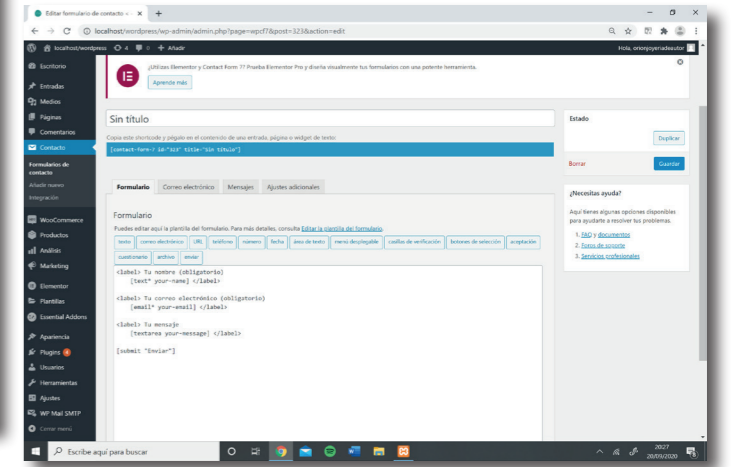 Editar formulario de contacto ‹
localhost/wordpress/wp-admin/admin.php?page=wpcf7&post=323&action=edit
localhost/wordpress 4 0 Añadir
Hola, orionjoyeriadeautor
Escritorio
Entradas
Medios
Páginas
Comentarios
Contacto
Formularios de
contacto
Añadir nuevo
Integración
WooCommerce
Productos
Análisis
Marketing
Elementor
Plantillas
Essential Addons
Apariencia
Plugins 4
Usuarios
Herramientas
Ajustes
WP Mail SMTP
Cerrar menú
¿Utilizas Elementor y Contact Form 7? Prueba Elementor Pro y diseña visualmente tus formularios con una potente herramienta.
Aprende más
Sin título
Copia este shortcode y pégalo en el contenido de una entrada, página o widget de texto:
[contact-form-7 id="323" title="Sin título"]
Formulario Correo electrónico Mensajes Ajustes adicionales
Formulario
Puedes editar aquí la plantilla del formulario. Para más detalles, consulta Editar la plantilla del formulario.
texto correo electrónico URL teléfono número fecha área de texto menú desplegable casillas de verificación botones de selección aceptación
cuestionario archivo enviar
<label> Tu nombre (obligatorio)
[text* your-name] </label>
<label> Tu correo electrónico (obligatorio)
[email* your-email] </label>
<label> Tu mensaje
[textarea your-message] </label>
[submit "Enviar"]
Estado
Duplicar
Borrar
Guardar
¿Necesitas ayuda?
Aquí tienes algunas opciones disponibles
para ayudarte a resolver tus problemas.
1. FAQ y documentos
2. Foros de soporte
3. Servicios profesionales
Escribe aquí para buscar
20:27
20/09/2020